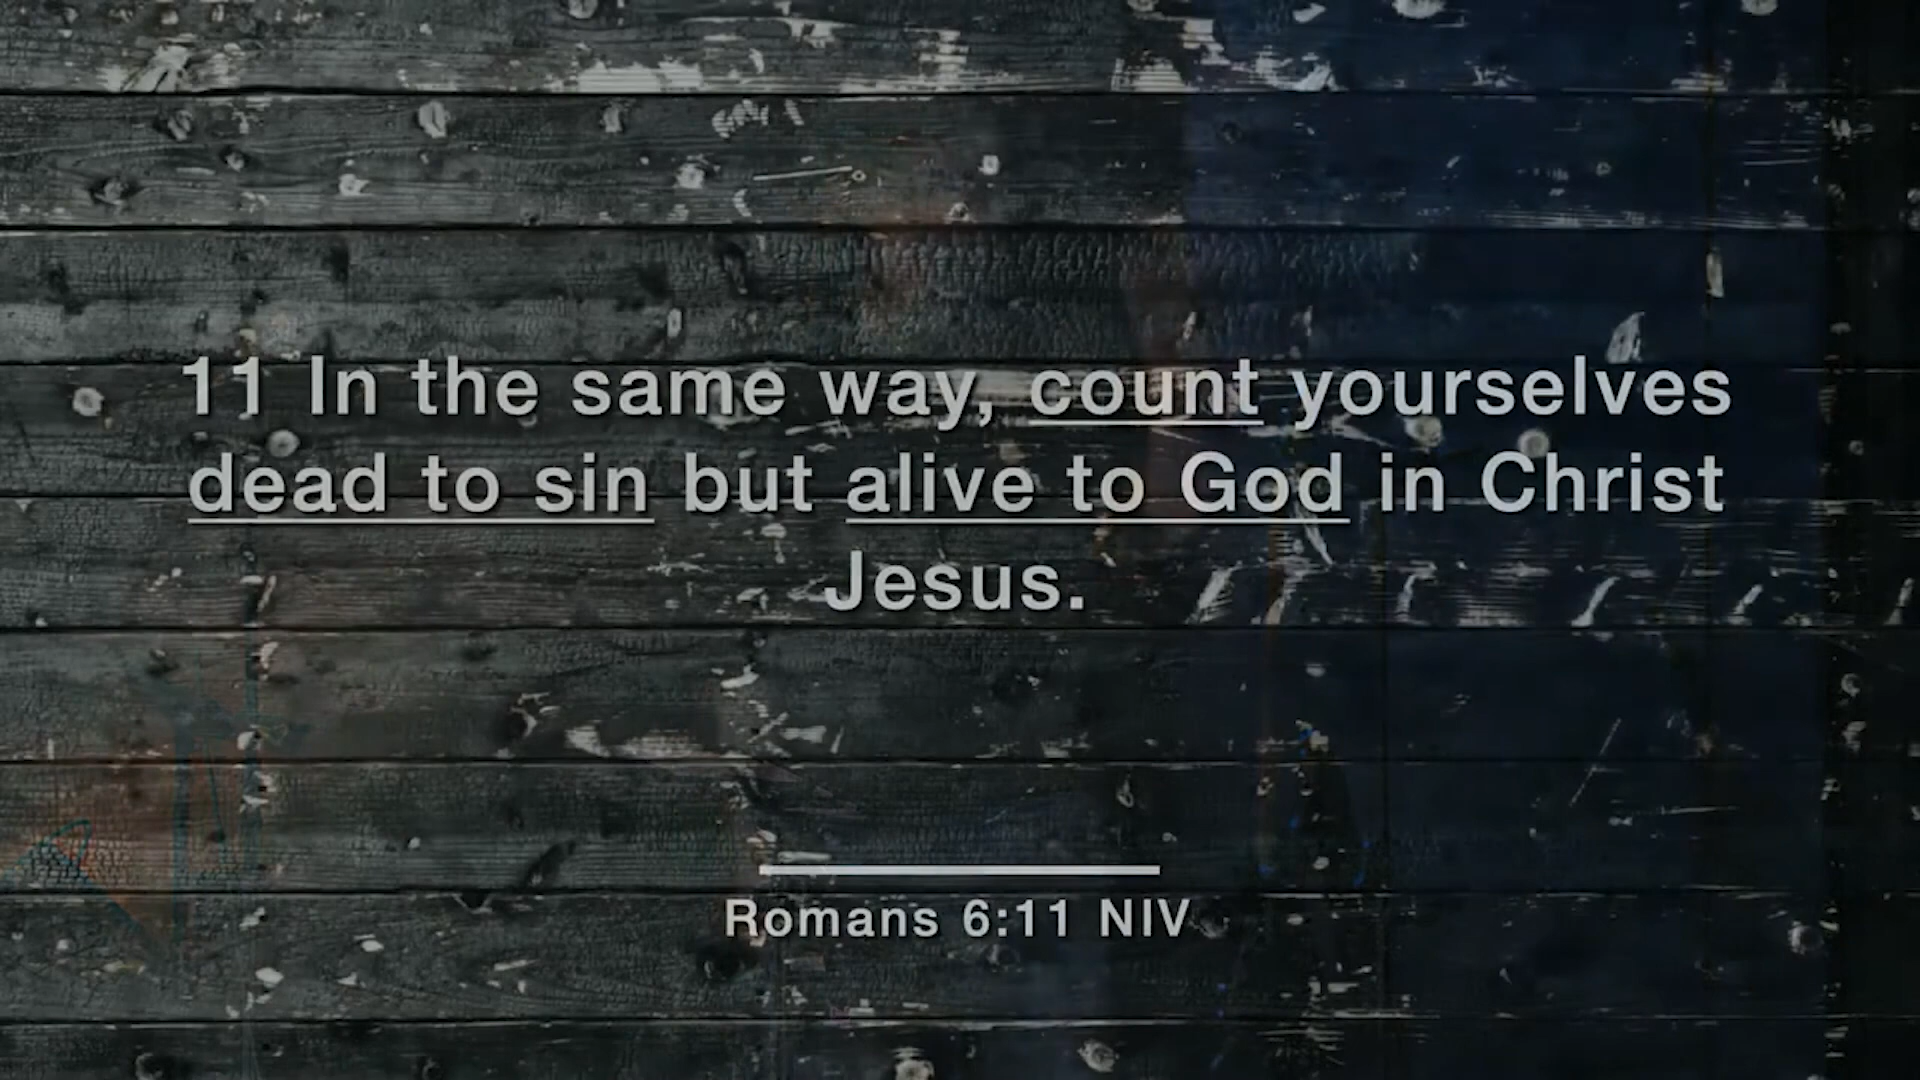 11 In the same way, count yourselves
dead to sin but alive to God in Christ
Jesus.
Romans 6:11 NIV